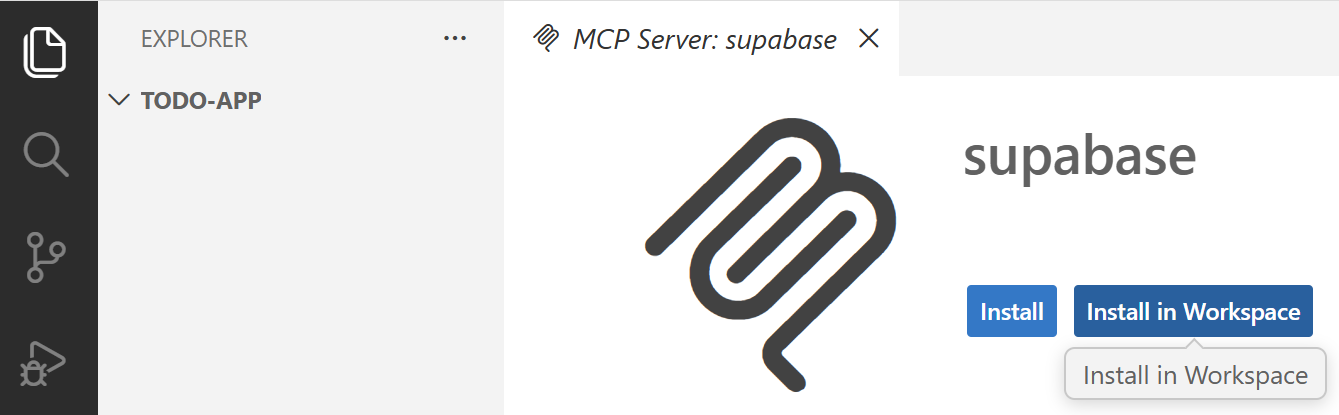 EXPLORER ...
MCP Server: supabase
TODO-APP
supabase
Install
Install in Workspace
Install in Workspace